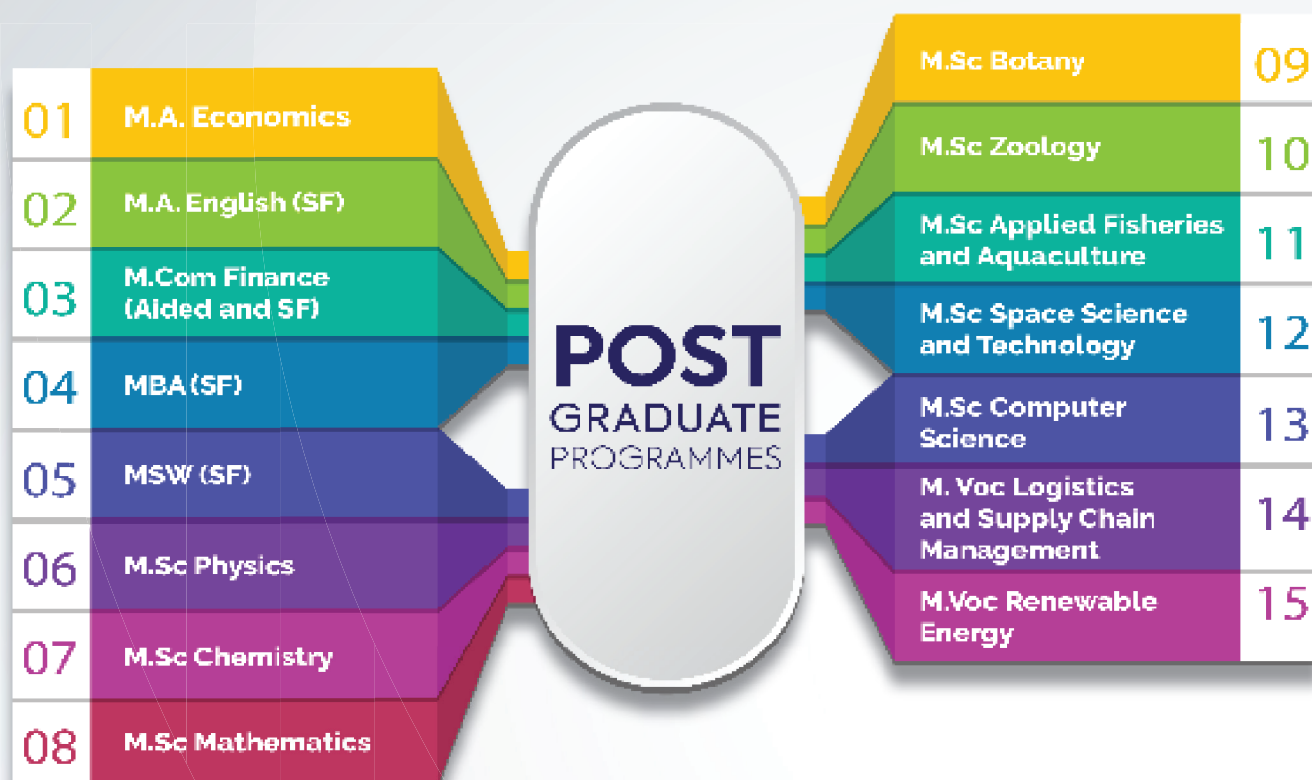 01 M.A. Economics
02 M.A. English (SF)
03 M.Com Finance
(Aided and SF)
04 MBA (SF)
05 MSW (SF)
06 M.Sc Physics
07 M.Sc Chemistry
08 M.Sc Mathematics
POST
GRADUATE
PROGRAMMES
M.Sc Botany 09
M.Sc Zoology 10
M.Sc Applied Fisheries
and Aquaculture 11
M.Sc Space Science
and Technology 12
M.Sc Computer
Science 13
M. Voc Logistics
and Supply Chain
Management 14
M.Voc Renewable
Energy 15